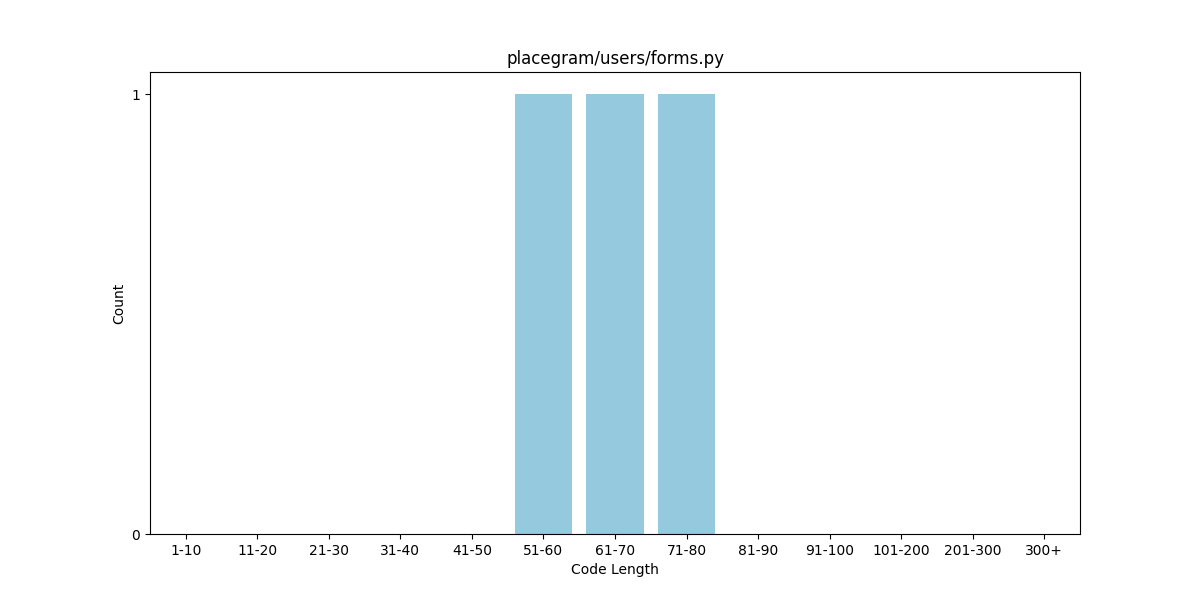 placegram/users/forms.py
1
Count
0
1-10 11-20 21-30 31-40 41-50 51-60 61-70 71-80 81-90 91-100 101-200 201-300 300+
Code Length